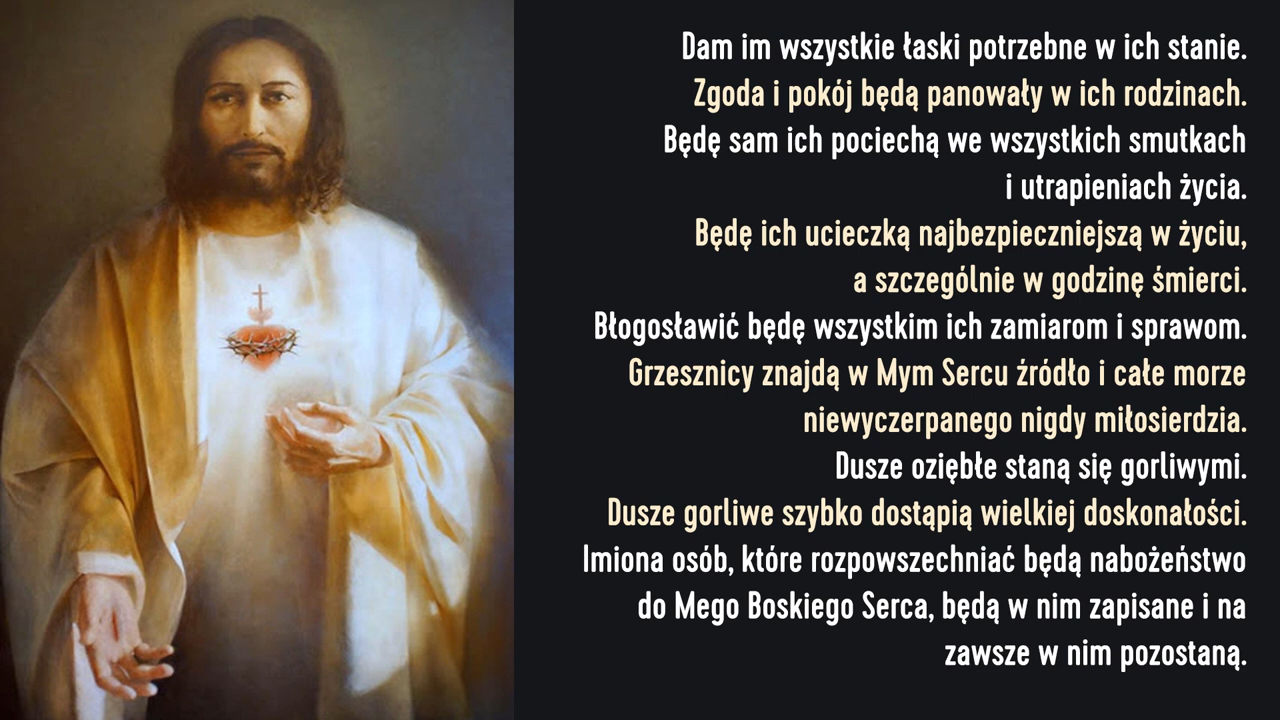 Dam im wszystkie łaski potrzebne w ich stanie.
Zgoda i pokój będą panowały w ich rodzinach.
Będę sam ich pociechą we wszystkich smutkach
i utrapieniach życia.
Będę ich ucieczką najbezpieczniejszą w życiu,
a szczególnie w godzinę śmierci.
Błogosławić będę wszystkim ich zamiarom i sprawom.
Grzesznicy znajdą w Mym Sercu źródło i całe morze
niewyczerpanego nigdy miłosierdzia.
Dusze oziębłe staną się gorliwymi.
Dusze gorliwe szybko dostąpią wielkiej doskonałości.
Imiona osób, które rozpowszechniać będą nabożeństwo
do Mego Boskiego Serca, będą w nim zapisane i na
zawsze w nim pozostaną.